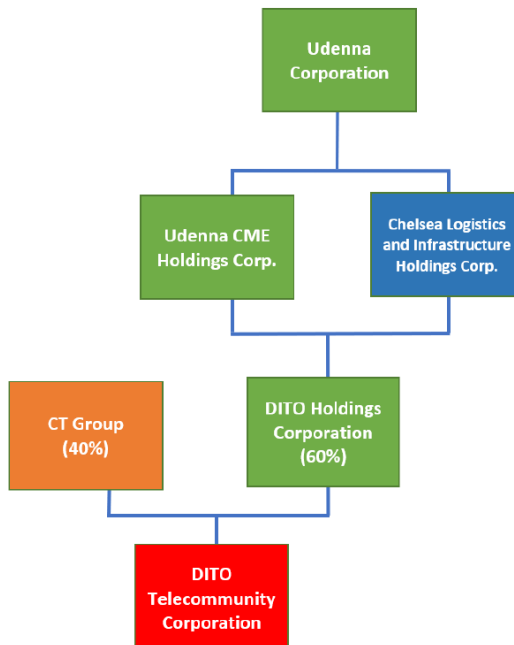 Udenna
Corporation
Udenna CME
Holdings Corp.
Chelsea Logistics
and Infrastructure
Holdings Corp.
CT Group
(40%)
DITO Holdings
Corporation
(60%)
DITO
Telecommunity
Corporation